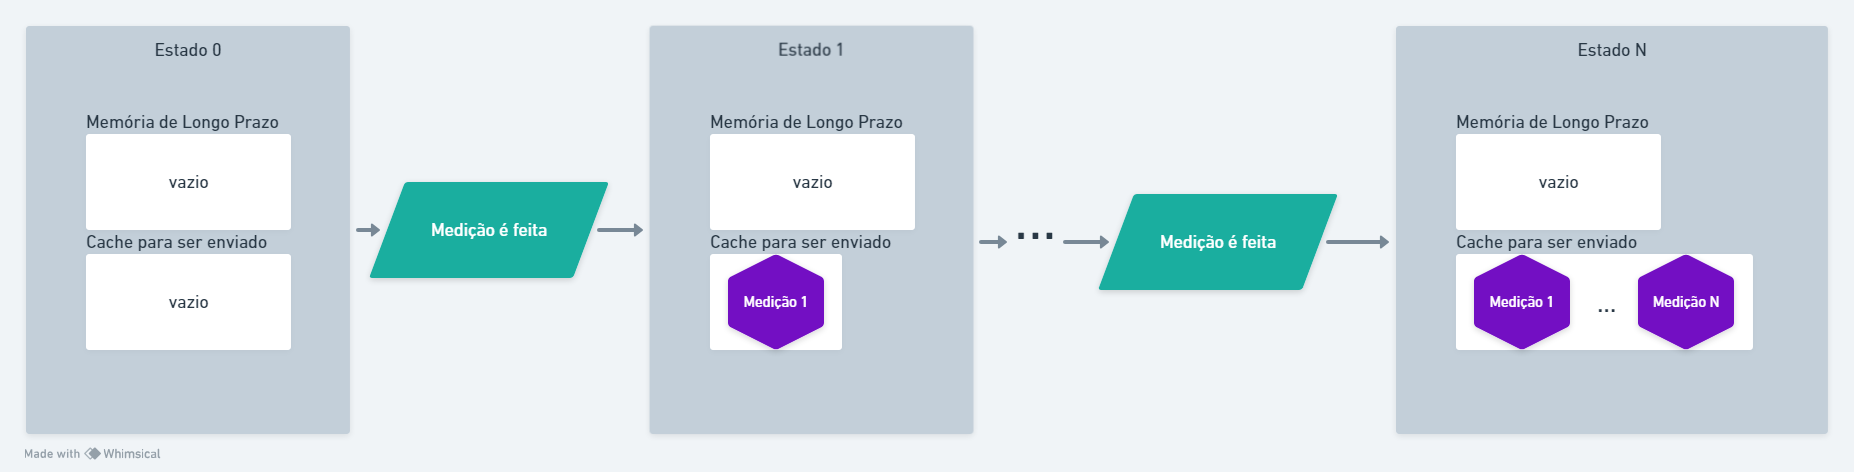 Estado 0
Memória de Longo Prazo
vazio
Cache para ser enviado
vazio
Medição é feita
Estado 1
Memória de Longo Prazo
vazio
Cache para ser enviado
Medição 1
...
Medição é feita
Estado N
Memória de Longo Prazo
vazio
Cache para ser enviado
Medição 1
...
Medição N
Made with Whimsical